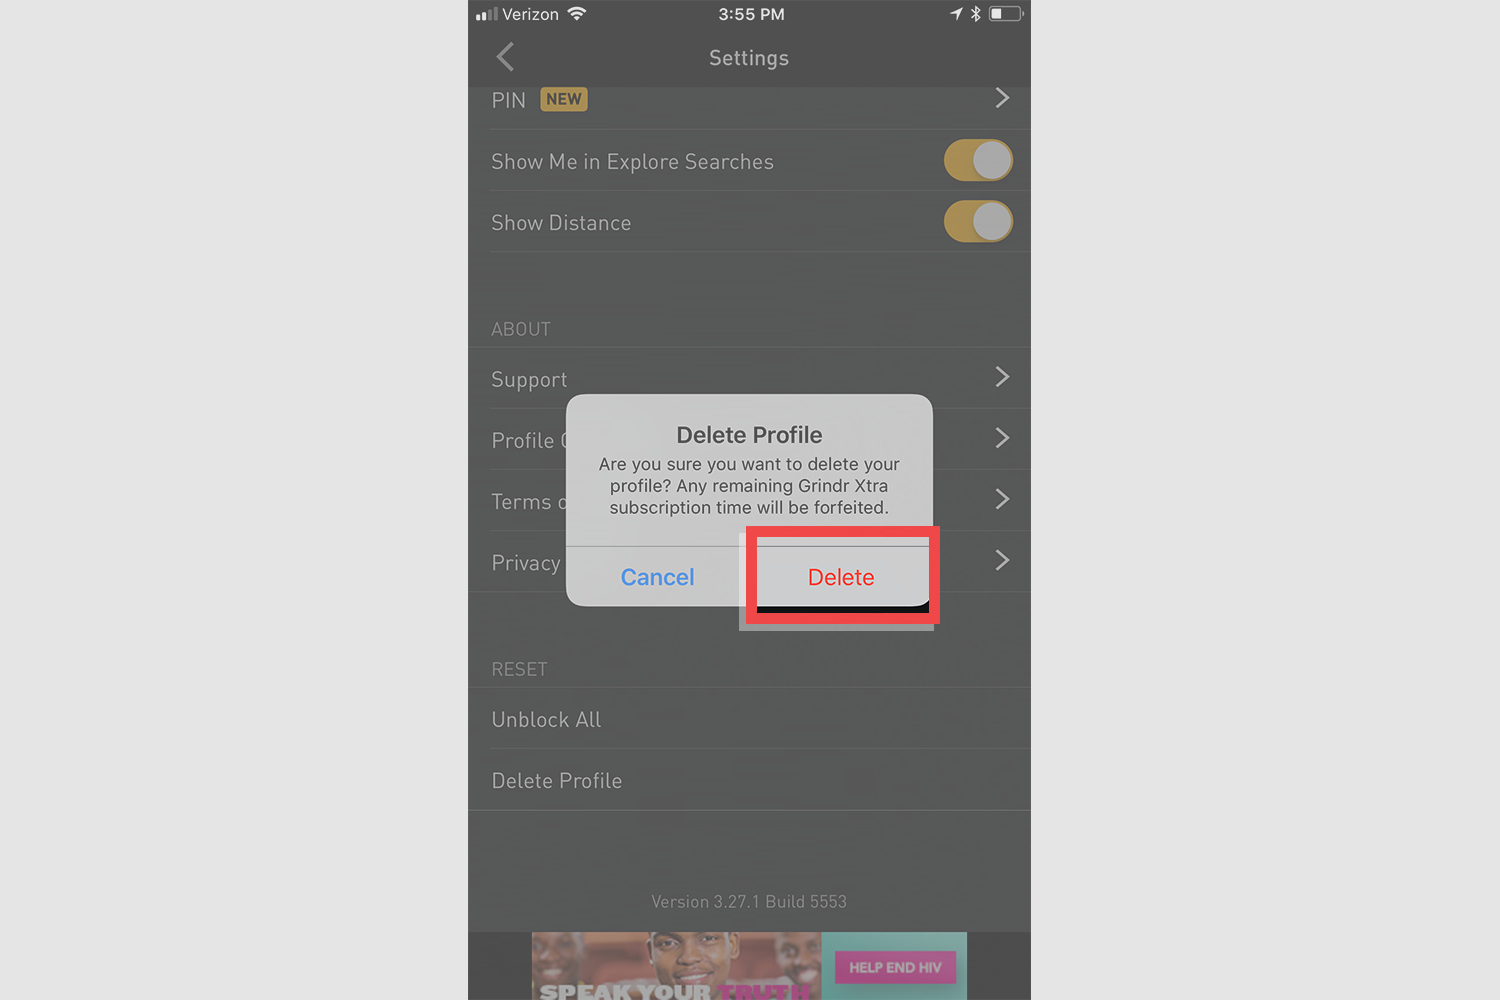 Verizon
3:55 PM
Settings
PIN NEW
Show Me in Explore Searches
Show Distance
ABOUT
Support
Profile
Terms
Privacy
Delete Profile
Are you sure you want to delete your
profile? Any remaining Grindr Xtra
subscription time will be forfeited.
Cancel
Delete
RESET
Unblock All
Delete Profile
Version 3.27.1 Build 5553
SPEAK YOUR TRUTH
HELP END HIV